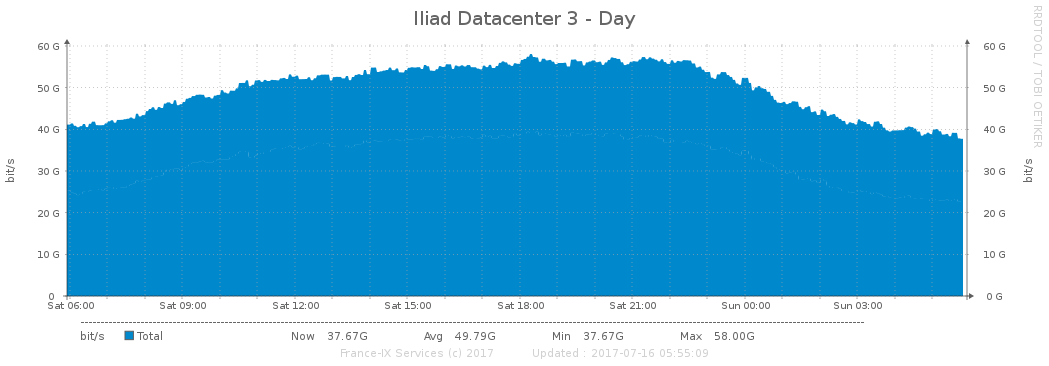 Iliad Datacenter 3 - Day
RRDTOOL / TOBI OETIKER
bit/s
60 G
50 G
40 G
30 G
20 G
10 G
0
60 G
50 G
40 G
30 G
20 G
10 G
0 G
bit/s
Sat 06:00 Sat 09:00 Sat 12:00 Sat 15:00 Sat 18:00 Sat 21:00 Sun 00:00 Sun 03:00
bit/s Total Now 37.67G Avg 49.79G Min 37.67G Max 58.00G
France-IX Services (c) 2017 Updated : 2017-07-16 05:55:09